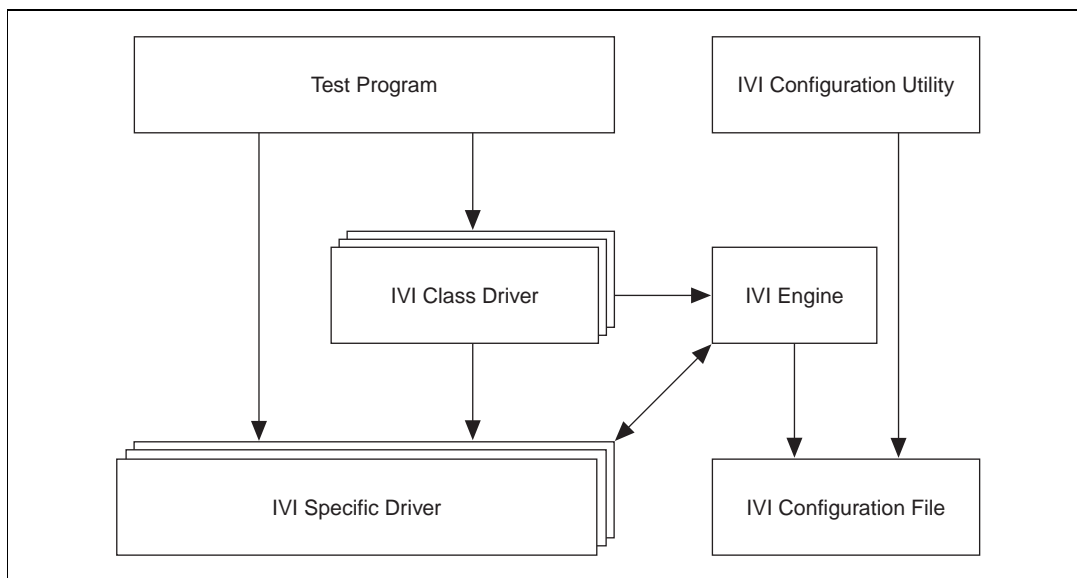 Test Program
IVI Configuration Utility
IVI Class Driver
IVI Engine
IVI Specific Driver
IVI Configuration File